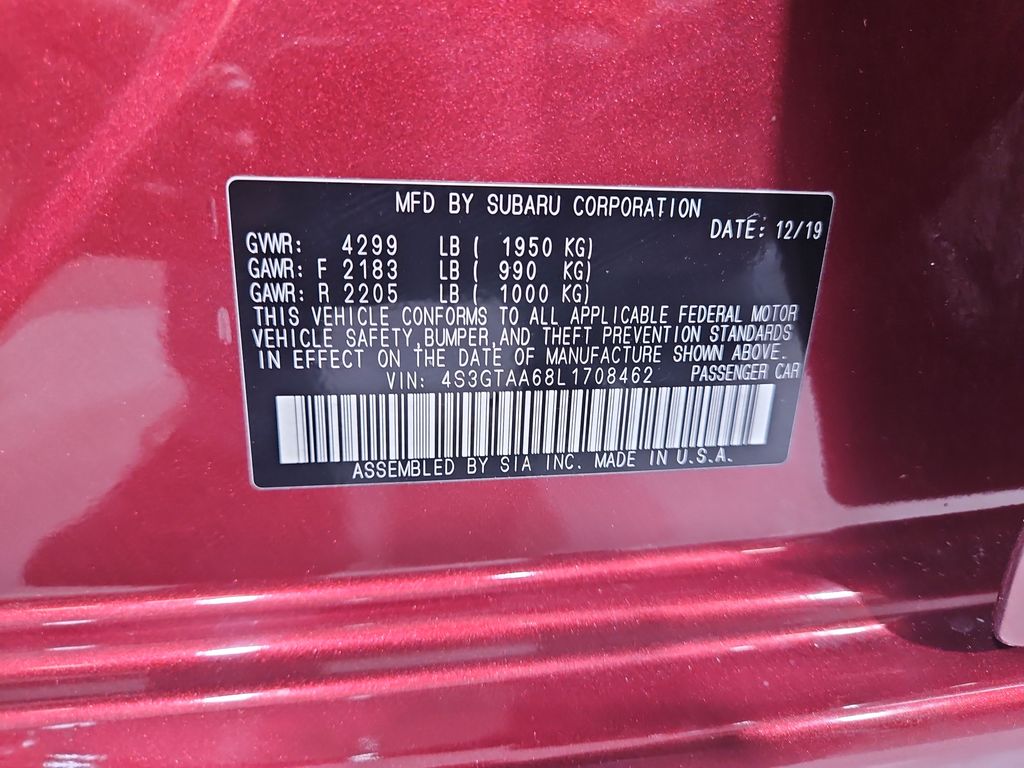 MFD BY SUBARU CORPORATION
DATE: 12/19
GVWR: 4299 LB ( 1950 KG)
GAWR: F 2183 LB ( 990 KG)
GAWR: R 2205 LB ( 1000 KG)
THIS VEHICLE CONFORMS TO ALL APPLICABLE FEDERAL MOTOR
VEHICLE SAFETY,BUMPER,AND THEFT PREVENTION STANDARDS
IN EFFECT ON THE DATE OF MANUFACTURE SHOWN ABOVE.
VIN: 4S3GTAA68L1708462 PASSENGER CAR
ASSEMBLED BY SIA INC. MADE IN U.S.A.